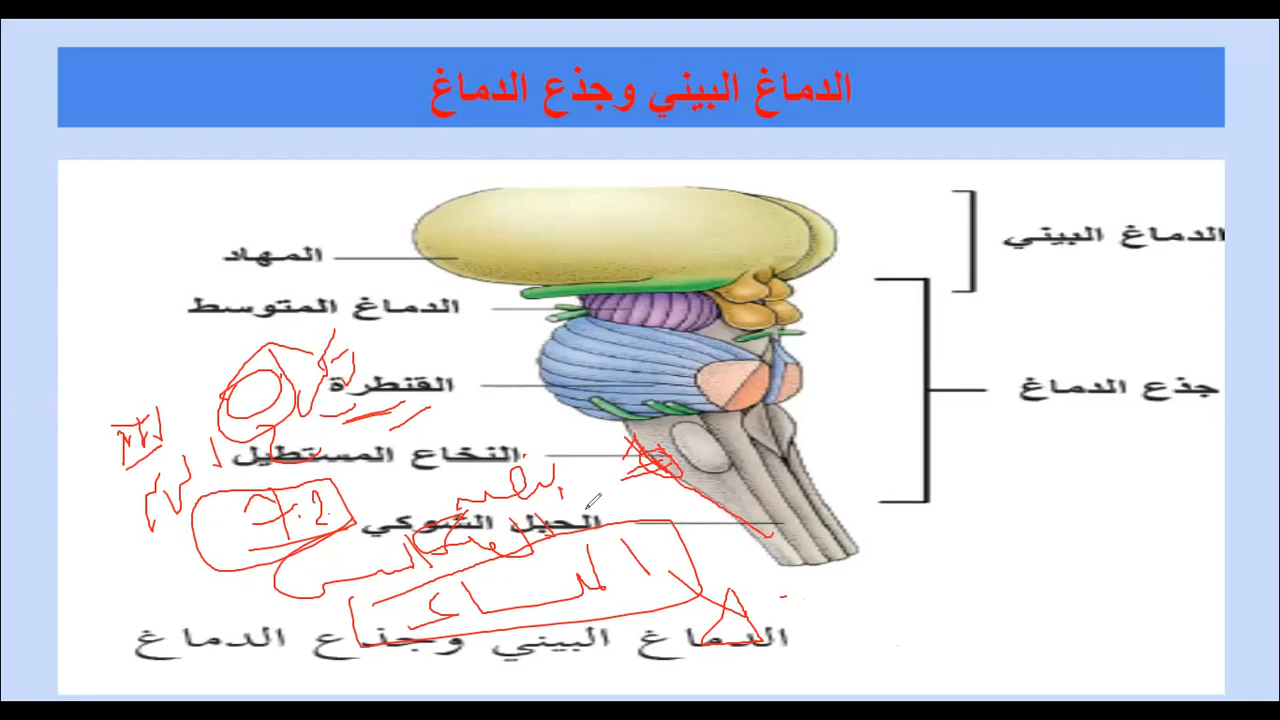 الدماغ البيني وجذع الدماغ
الدماغ البيني
المهاد
الدماغ المتوسط
القنطرة
جذع الدماغ
النخاع المستطيل
الحبل الشوكي
الدماغ البيني وجذع الدماغ